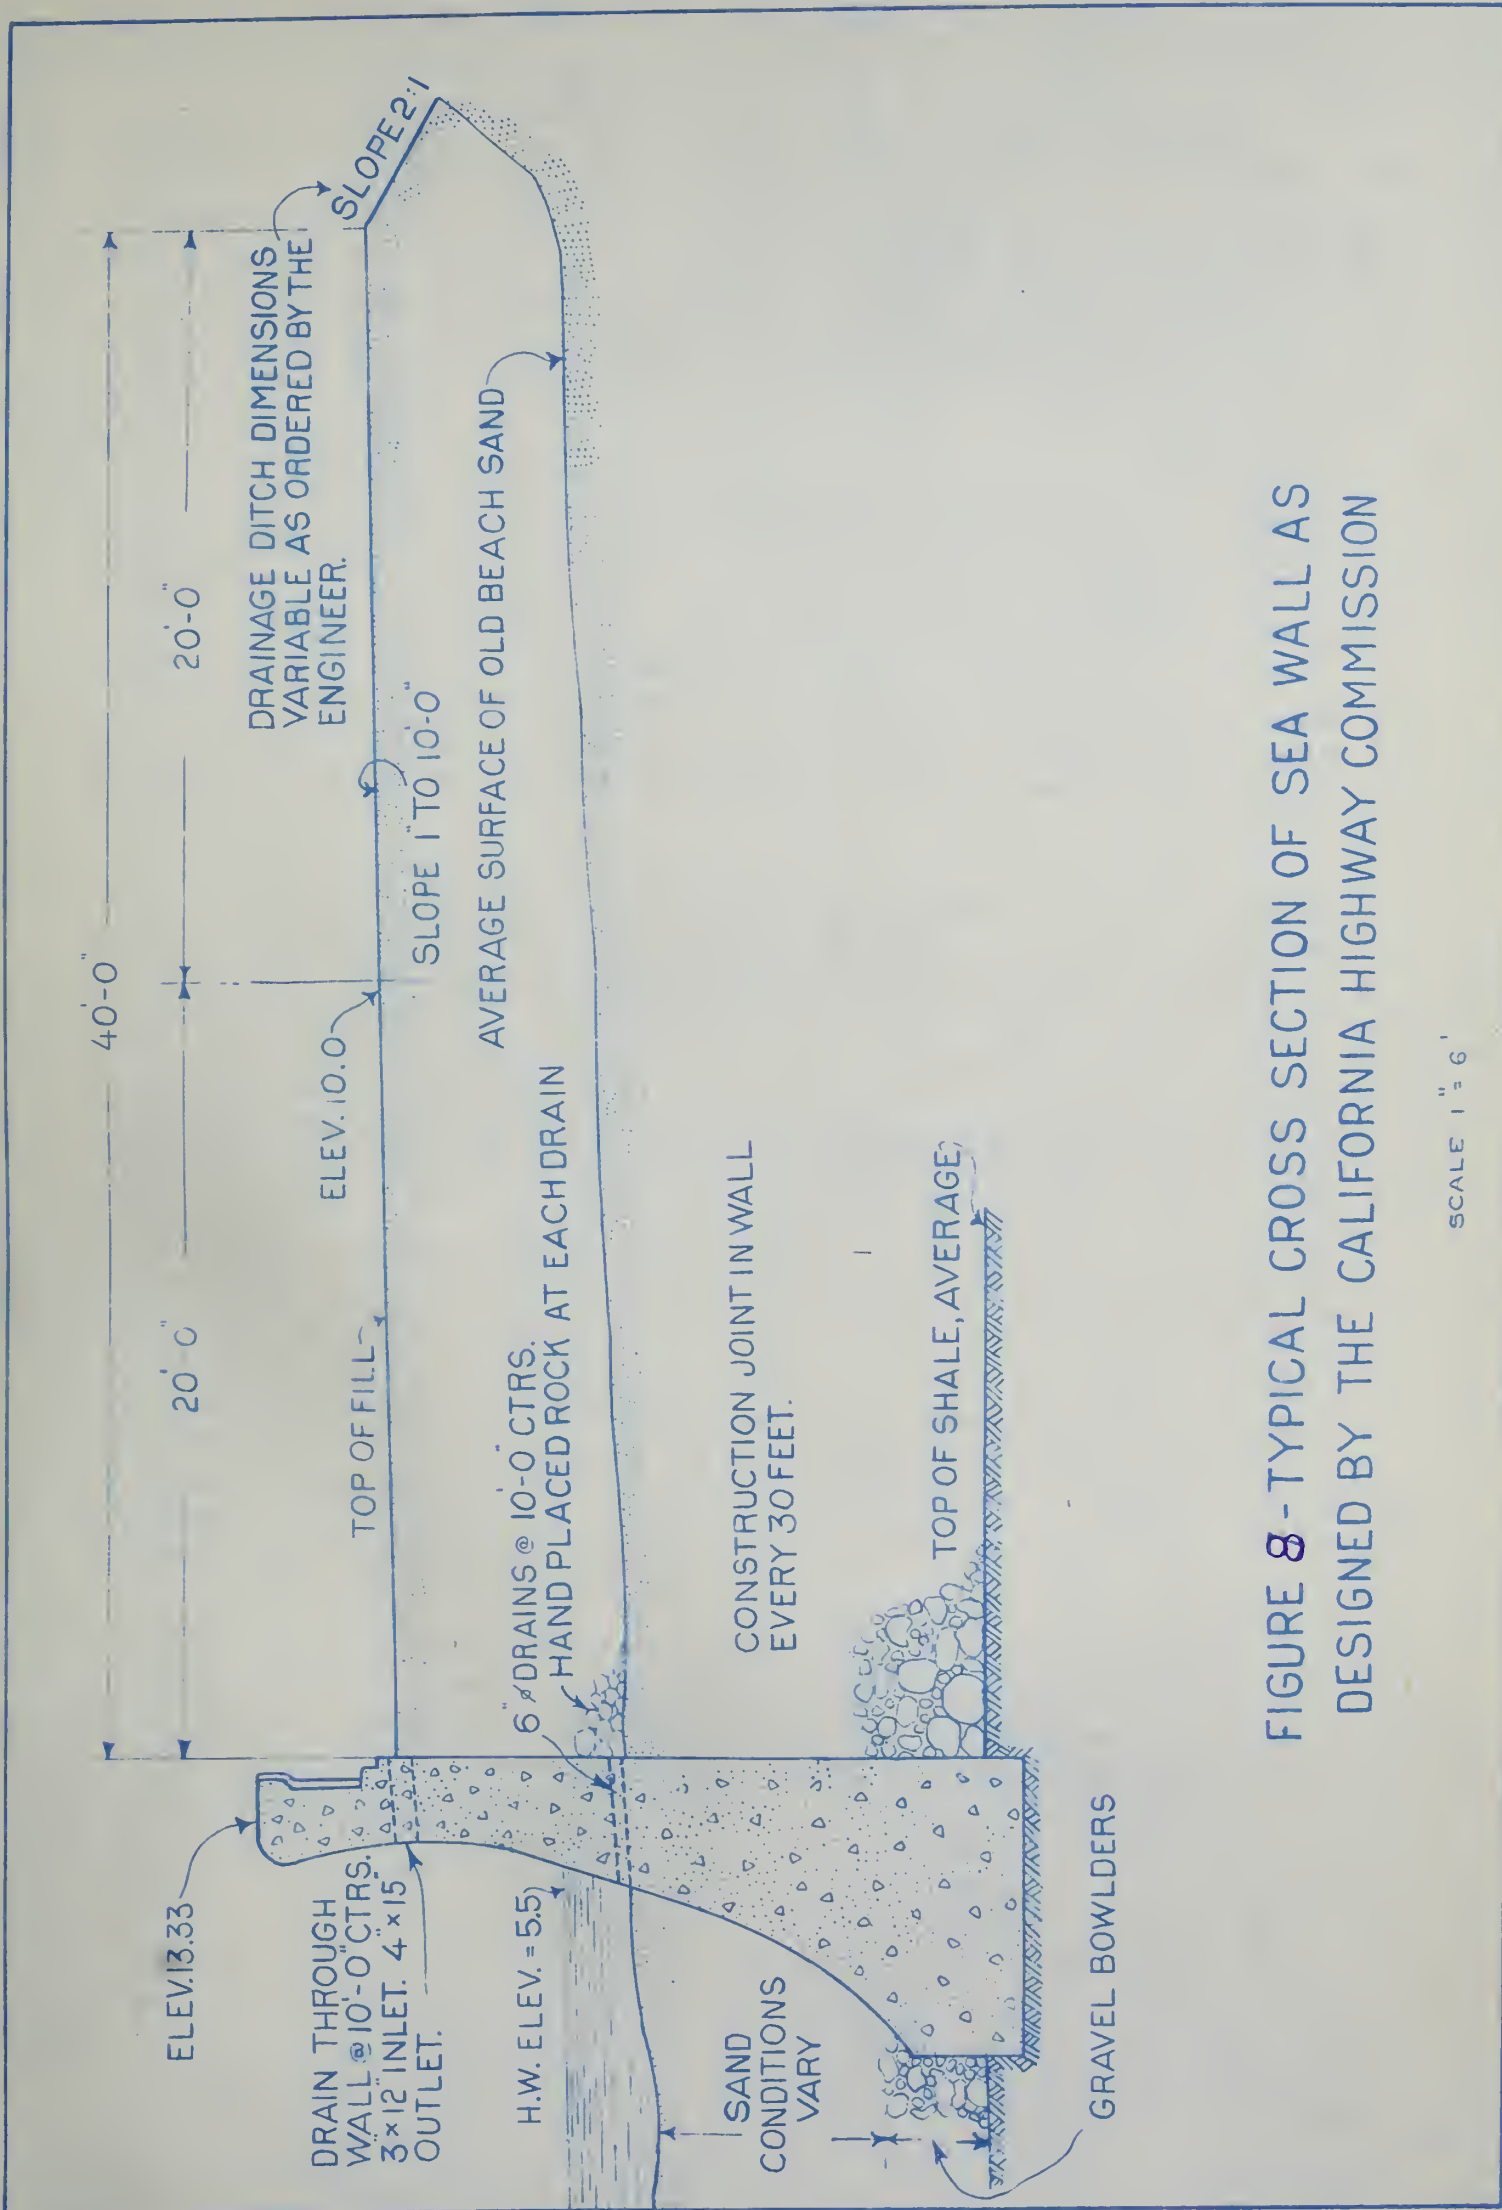 40'-0"
20'-0"
20'-0"
ELEV. 13.33
DRAIN THROUGH
WALL @ 10'-0" CTRS.
3"×12" INLET. 4"×15"
OUTLET.
TOP OF FILL
ELEV. 10.0
DRAINAGE DITCH DIMENSIONS
VARIABLE AS ORDERED BY THE
ENGINEER.
SLOPE 2:1
SLOPE 1" TO 10'-0"
AVERAGE SURFACE OF OLD BEACH SAND
H.W. ELEV. = 5.5
6"ø DRAINS @ 10'-0" CTRS.
HAND PLACED ROCK AT EACH DRAIN
SAND
CONDITIONS
VARY
CONSTRUCTION JOINT IN WALL
EVERY 30 FEET.
TOP OF SHALE, AVERAGE
GRAVEL BOWLDERS
FIGURE 8 - TYPICAL CROSS SECTION OF SEA WALL AS
DESIGNED BY THE CALIFORNIA HIGHWAY COMMISSION
SCALE 1" = 6'